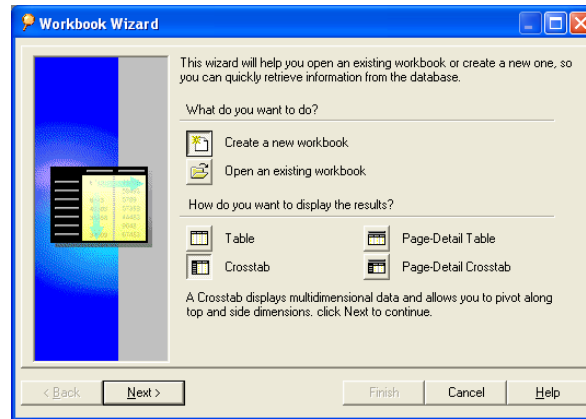 Workbook Wizard
This wizard will help you open an existing workbook or create a new one, so
you can quickly retrieve information from the database.
What do you want to do?
Create a new workbook
Open an existing workbook
How do you want to display the results?
Table
Page-Detail Table
Crosstab
Page-Detail Crosstab
A Crosstab displays multidimensional data and allows you to pivot along
top and side dimensions. click Next to continue.
< Back
Next >
Finish
Cancel
Help